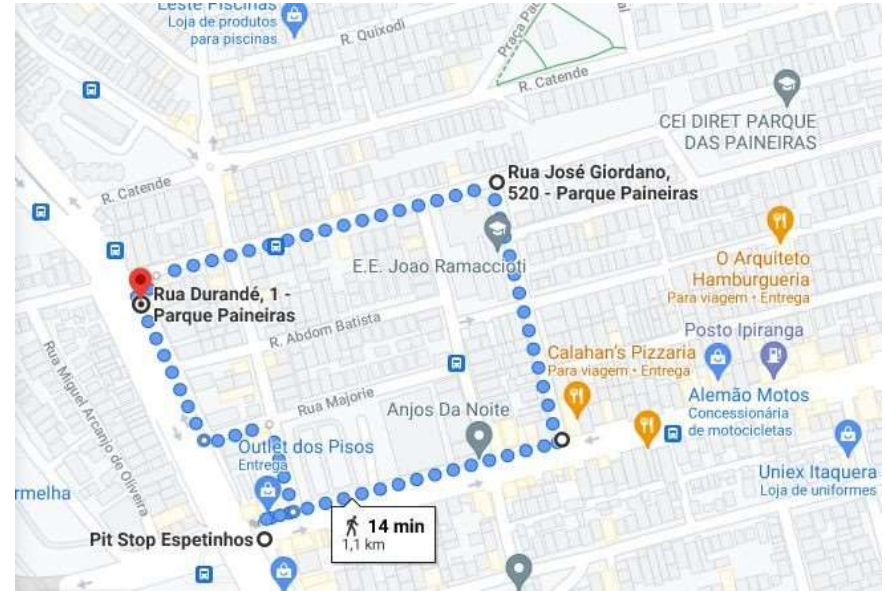 Leste Piscinas
Loja de produtos
para piscinas
R. Quixodi
R. Catende
CEI DIRET PARQUE
DAS PAINEIRAS
R. Catende
Rua José Giordano,
520 - Parque Paineiras
E.E. Joao Ramaccioti
O Arquiteto
Hamburgueria
Para viagem • Entrega
Rua Durandé, 1 -
Parque Paineiras
R. Abdom Batista
Posto Ipiranga
Calahan's Pizzaria
Para viagem • Entrega
Rua Miguel Arcanjo de Oliveira
Rua Majorie
Anjos Da Noite
Alemão Motos
Concessionária
de motocicletas
Outlet dos Pisos
Entrega
Uniex Itaquera
Loja de uniformes
rmelha
14 min
1,1 km
Pit Stop Espetinhos